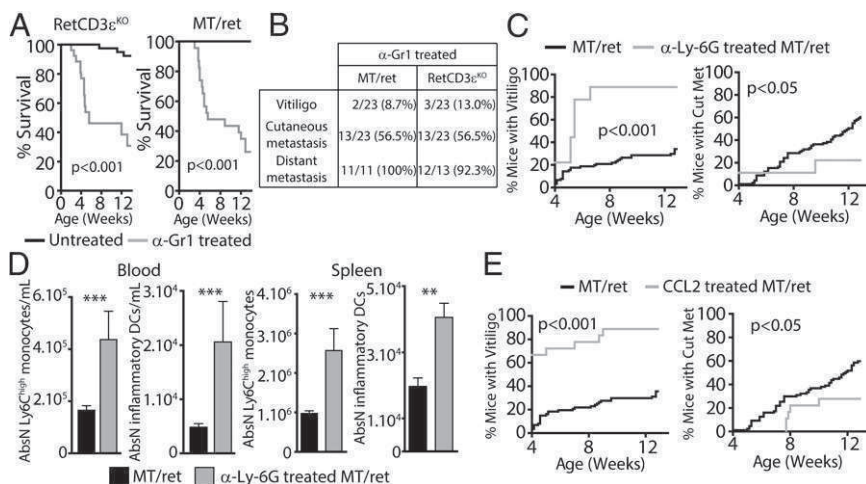 A
RetCD3ε^KO
MT/ret
% Survival
100
80
60
40
20
0
p<0.001
4 8 12
Age (Weeks)
% Survival
100
80
60
40
20
0
p<0.001
4 8 12
Age (Weeks)
Untreated α-Gr1 treated
B
α-Gr1 treated
MT/ret RetCD3ε^KO
Vitiligo 2/23 (8.7%) 3/23 (13.0%)
Cutaneous metastasis 13/23 (56.5%) 13/23 (56.5%)
Distant metastasis 11/11 (100%) 12/13 (92.3%)
C
MT/ret α-Ly-6G treated MT/ret
% Mice with Vitiligo
100
80
60
40
20
0
p<0.001
4 8 12
Age (Weeks)
% Mice with Cut Met
100
80
60
40
20
0
p<0.05
4 8 12
Age (Weeks)
D
Blood
Spleen
AbsN Ly6C^high monocytes/mL
6.10^5
4.10^5
2.10^5
0
***
AbsN inflammatory DCs/mL
3.10^4
2.10^4
1.10^4
0
***
AbsN Ly6C^high monocytes
4.10^6
3.10^6
2.10^6
1.10^6
0
***
AbsN inflammatory DCs
5.10^4
3.10^4
1.10^4
0
**
MT/ret α-Ly-6G treated MT/ret
E
MT/ret CCL2 treated MT/ret
% Mice with Vitiligo
100
80
60
40
20
0
p<0.001
4 8 12
Age (Weeks)
% Mice with Cut Met
100
80
60
40
20
0
p<0.05
4 8 12
Age (Weeks)